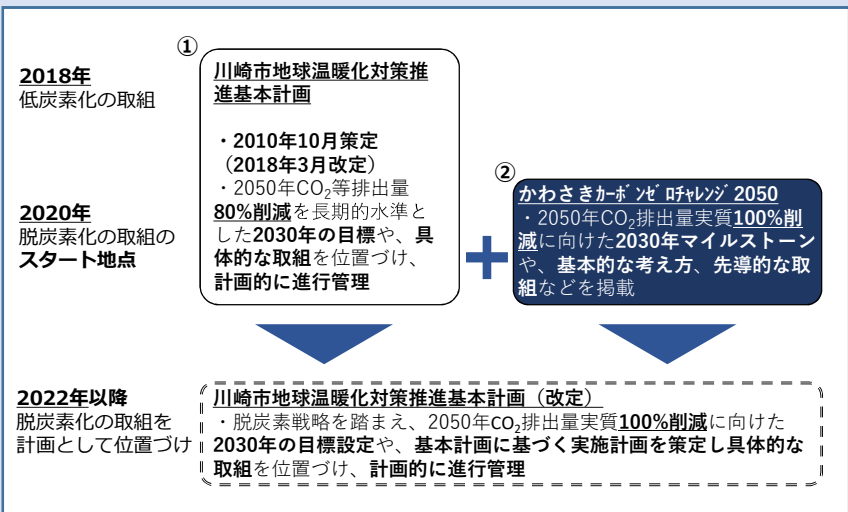 2018年
低炭素化の取組
①
川崎市地球温暖化対策推
進基本計画
・2010年10月策定
（2018年3月改定）
・2050年CO₂等排出量
80%削減を長期的水準と
した2030年の目標や、具
体的な取組を位置づけ、
計画的に進行管理
2020年
脱炭素化の取組の
スタート地点
②
かわさきｶｰﾎﾞﾝｾﾞﾛﾁｬﾚﾝｼﾞ 2050
・2050年CO₂排出量実質100%削
減に向けた2030年マイルストーン
や、基本的な考え方、先導的な取
組などを掲載
2022年以降
脱炭素化の取組を
計画として位置づけ
川崎市地球温暖化対策推進基本計画（改定）
・脱炭素戦略を踏まえ、2050年CO₂排出量実質100%削減に向けた
2030年の目標設定や、基本計画に基づく実施計画を策定し具体的な
取組を位置づけ、計画的に進行管理